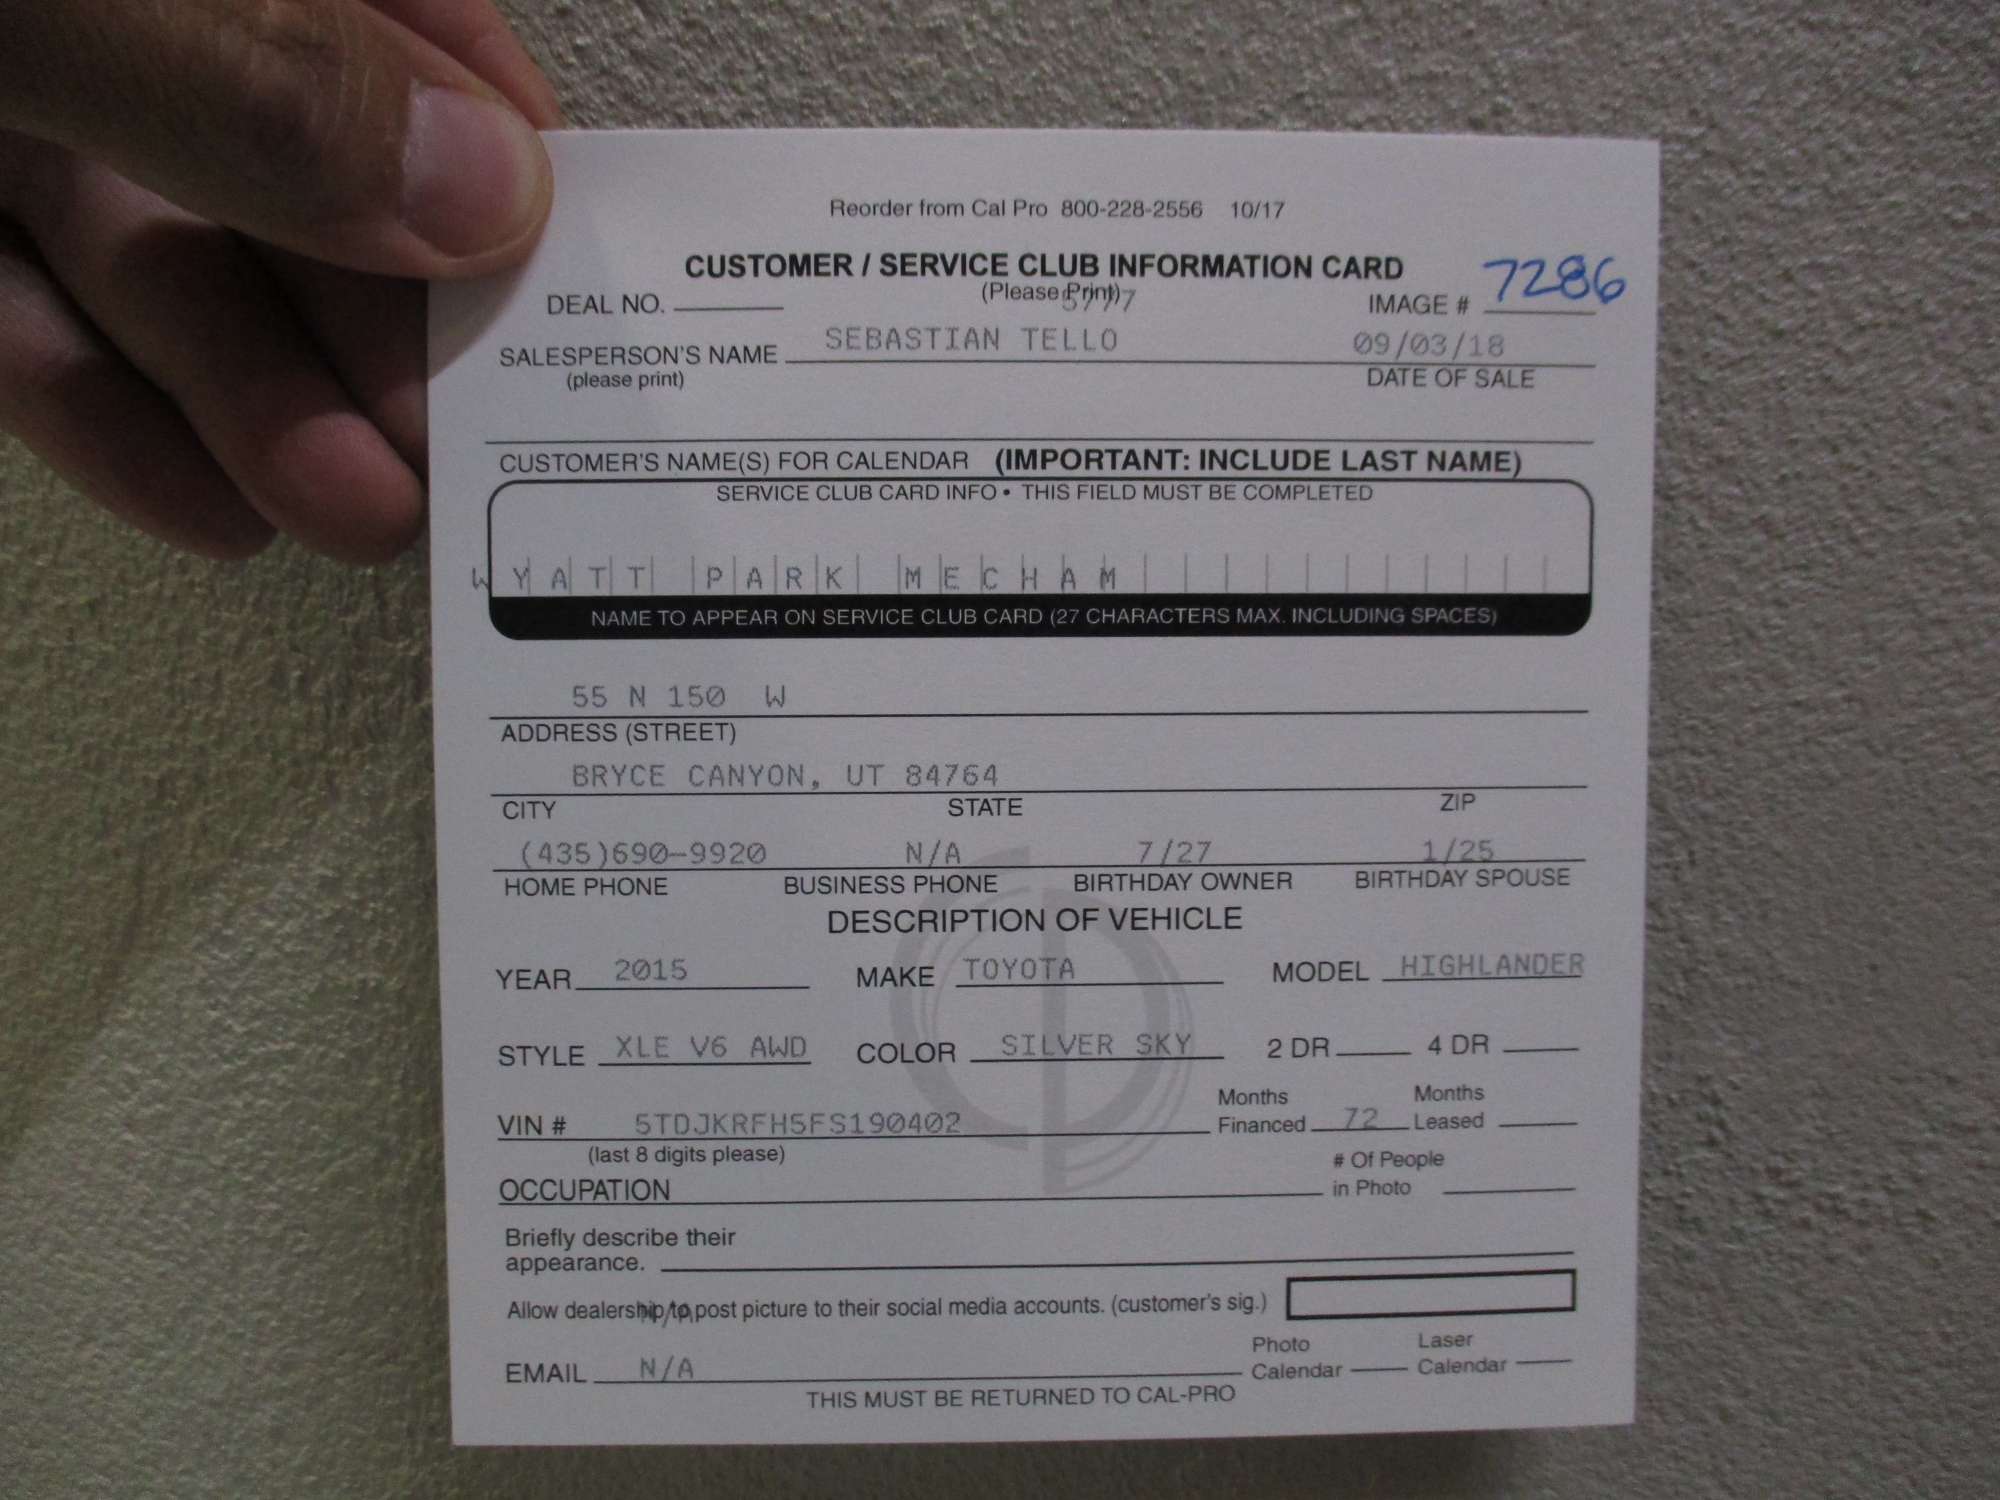 Reorder from Cal Pro 800-228-2556 10/17
CUSTOMER / SERVICE CLUB INFORMATION CARD
(Please Print)
DEAL NO. IMAGE # 7286
SALESPERSON'S NAME SEBASTIAN TELLO 09/03/18
(please print) DATE OF SALE
CUSTOMER'S NAME(S) FOR CALENDAR (IMPORTANT: INCLUDE LAST NAME)
SERVICE CLUB CARD INFO • THIS FIELD MUST BE COMPLETED
WYATT PARK MECHAM
NAME TO APPEAR ON SERVICE CLUB CARD (27 CHARACTERS MAX. INCLUDING SPACES)
55 N 150 W
ADDRESS (STREET)
BRYCE CANYON, UT 84764
CITY STATE ZIP
(435)690-9920 N/A 7/27 1/25
HOME PHONE BUSINESS PHONE BIRTHDAY OWNER BIRTHDAY SPOUSE
DESCRIPTION OF VEHICLE
YEAR 2015 MAKE TOYOTA MODEL HIGHLANDER
STYLE XLE V6 AWD COLOR SILVER SKY 2 DR 4 DR
Months Months
VIN # 5TDJKRFH5FS190402 Financed 72 Leased
(last 8 digits please) # Of People
OCCUPATION in Photo
Briefly describe their
appearance.
Allow dealership to post picture to their social media accounts. (customer's sig.)
Photo Laser
EMAIL N/A Calendar Calendar
THIS MUST BE RETURNED TO CAL-PRO